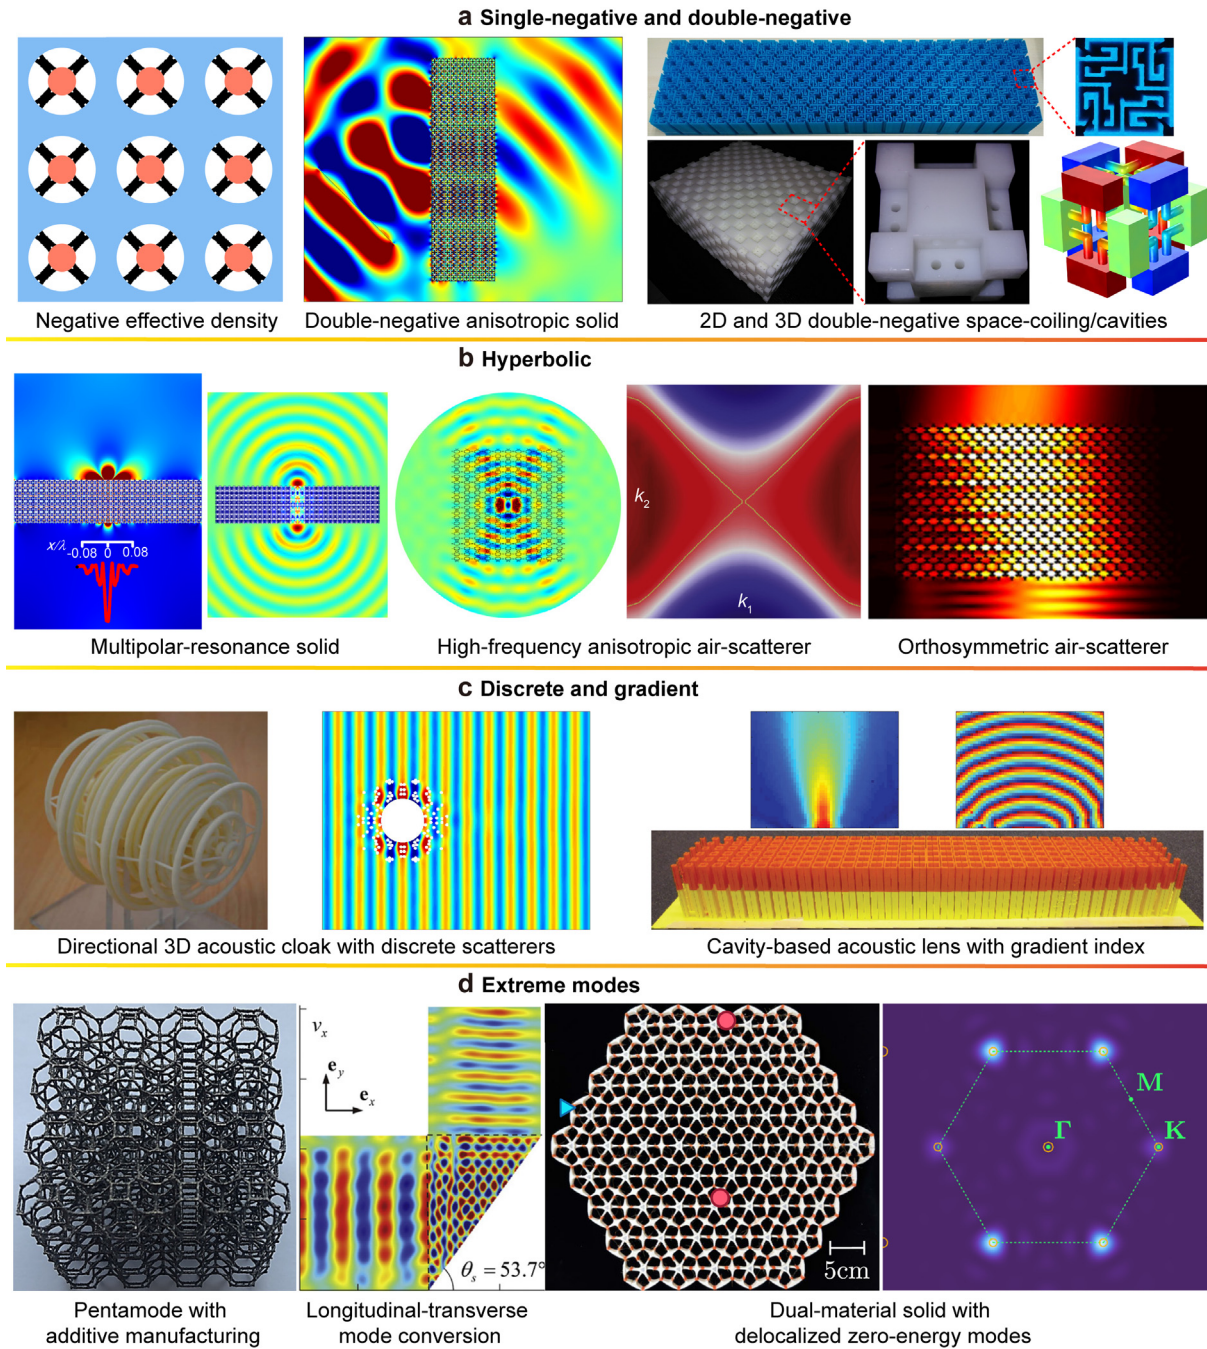 a Single-negative and double-negative
Negative effective density
Double-negative anisotropic solid
2D and 3D double-negative space-coiling/cavities
b Hyperbolic
x/λ
-0.08 0 0.08
k2
k1
Multipolar-resonance solid
High-frequency anisotropic air-scatterer
Orthosymmetric air-scatterer
c Discrete and gradient
Directional 3D acoustic cloak with discrete scatterers
Cavity-based acoustic lens with gradient index
d Extreme modes
vₓ
e_y
eₓ
θₛ = 53.7°
5cm
M
Γ
K
Pentamode with
additive manufacturing
Longitudinal-transverse
mode conversion
Dual-material solid with
delocalized zero-energy modes